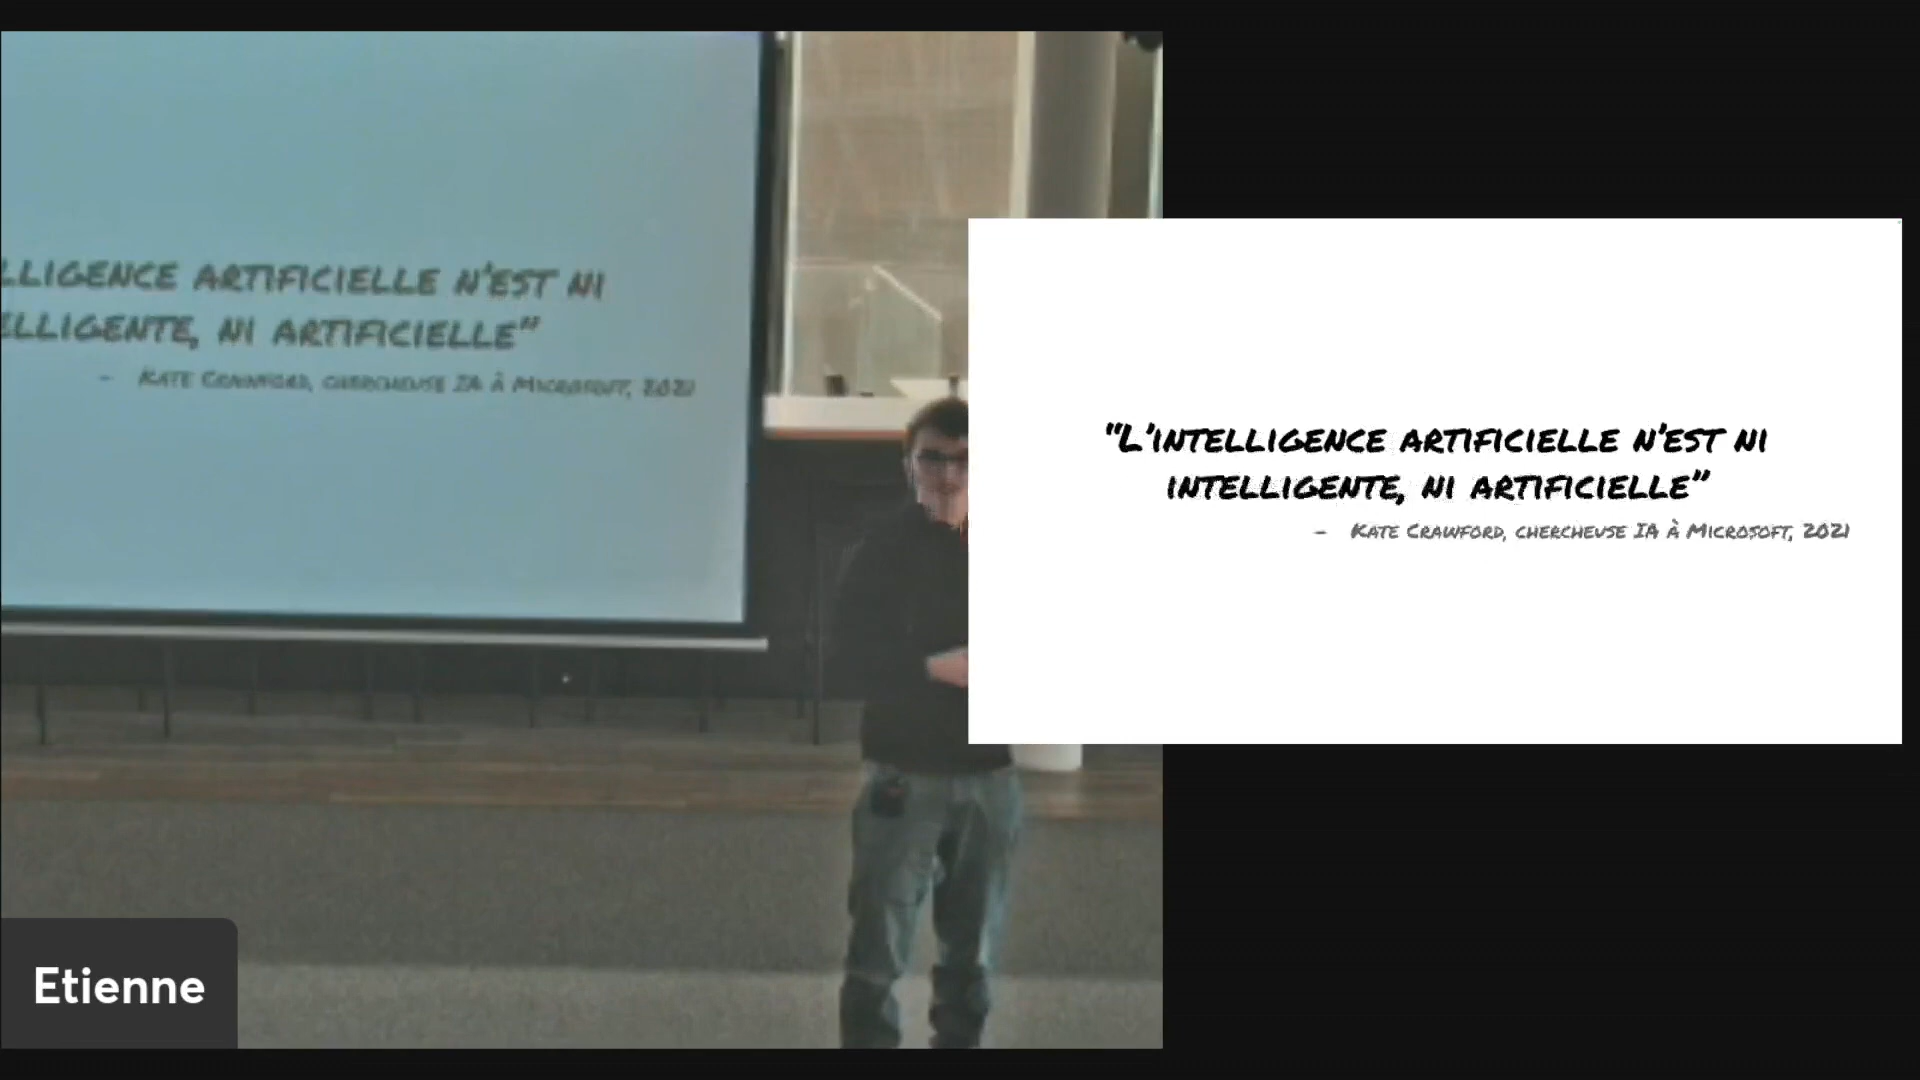 LLIGENCE ARTIFICIELLE N'EST NI
ELLIGENTE, NI ARTIFICIELLE”
- KATE CRAWFORD, CHERCHEUSE IA À MICROSOFT, 2021
“L'INTELLIGENCE ARTIFICIELLE N'EST NI
INTELLIGENTE, NI ARTIFICIELLE”
- KATE CRAWFORD, CHERCHEUSE IA À MICROSOFT, 2021
Etienne